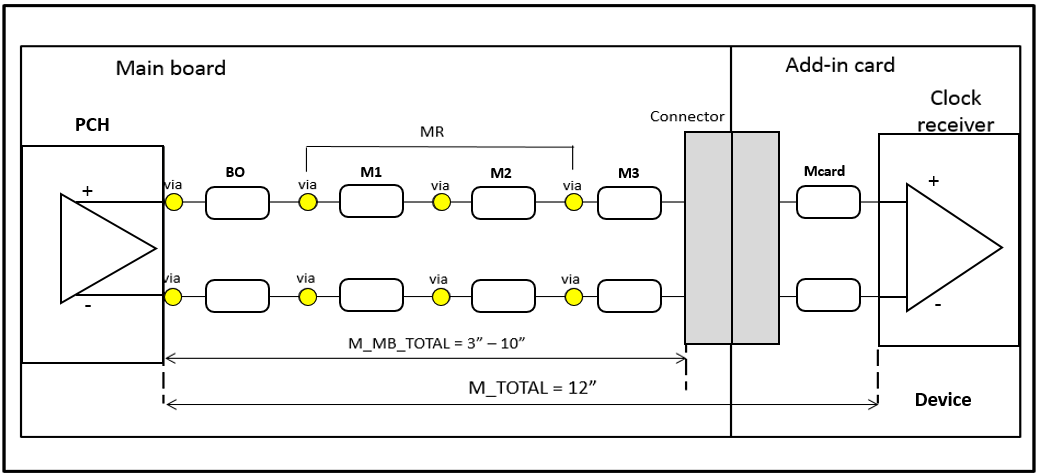 Main board
Add-in card
Clock
receiver
Connector
PCH
MR
BO
M1
M2
M3
Mcard
via
via
via
via
+
+
via
via
via
via
-
-
M_MB_TOTAL = 3” – 10”
M_TOTAL = 12”
Device